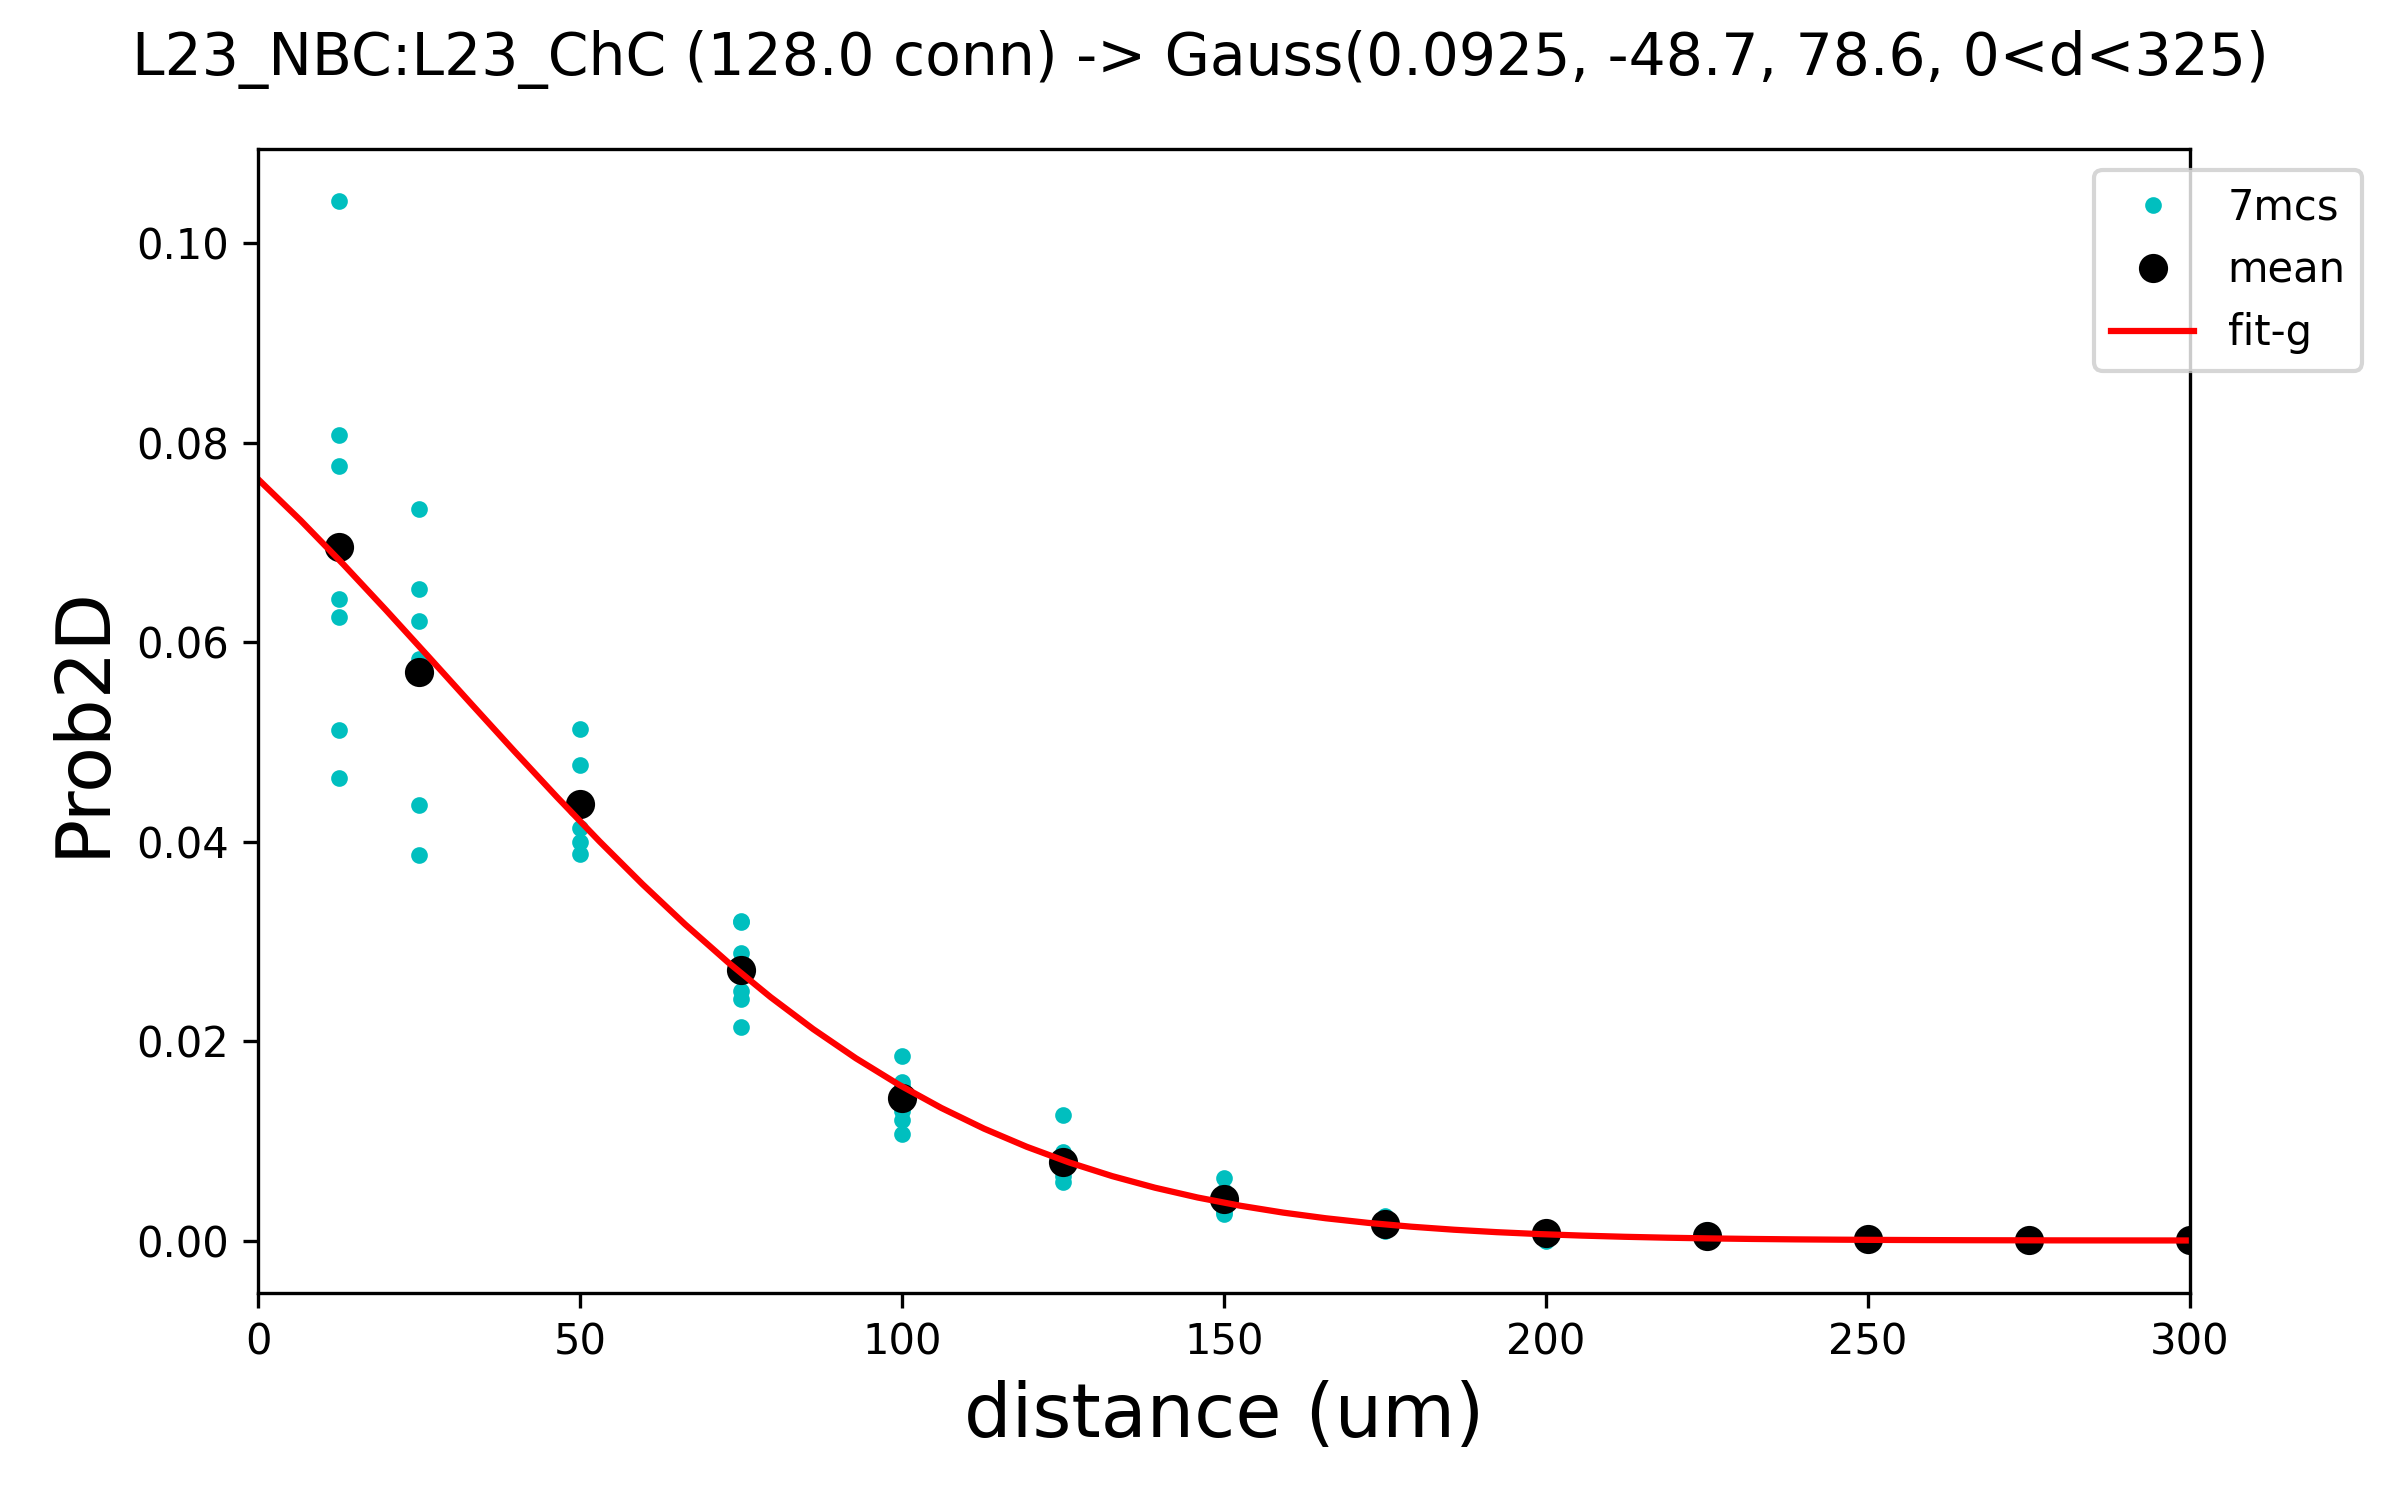 L23_NBC:L23_ChC (128.0 conn) -> Gauss(0.0925, -48.7, 78.6, 0<d<325)
7mcs
mean
fit-g
Prob2D
0.10
0.08
0.06
0.04
0.02
0.00
0 50 100 150 200 250 300
distance (um)